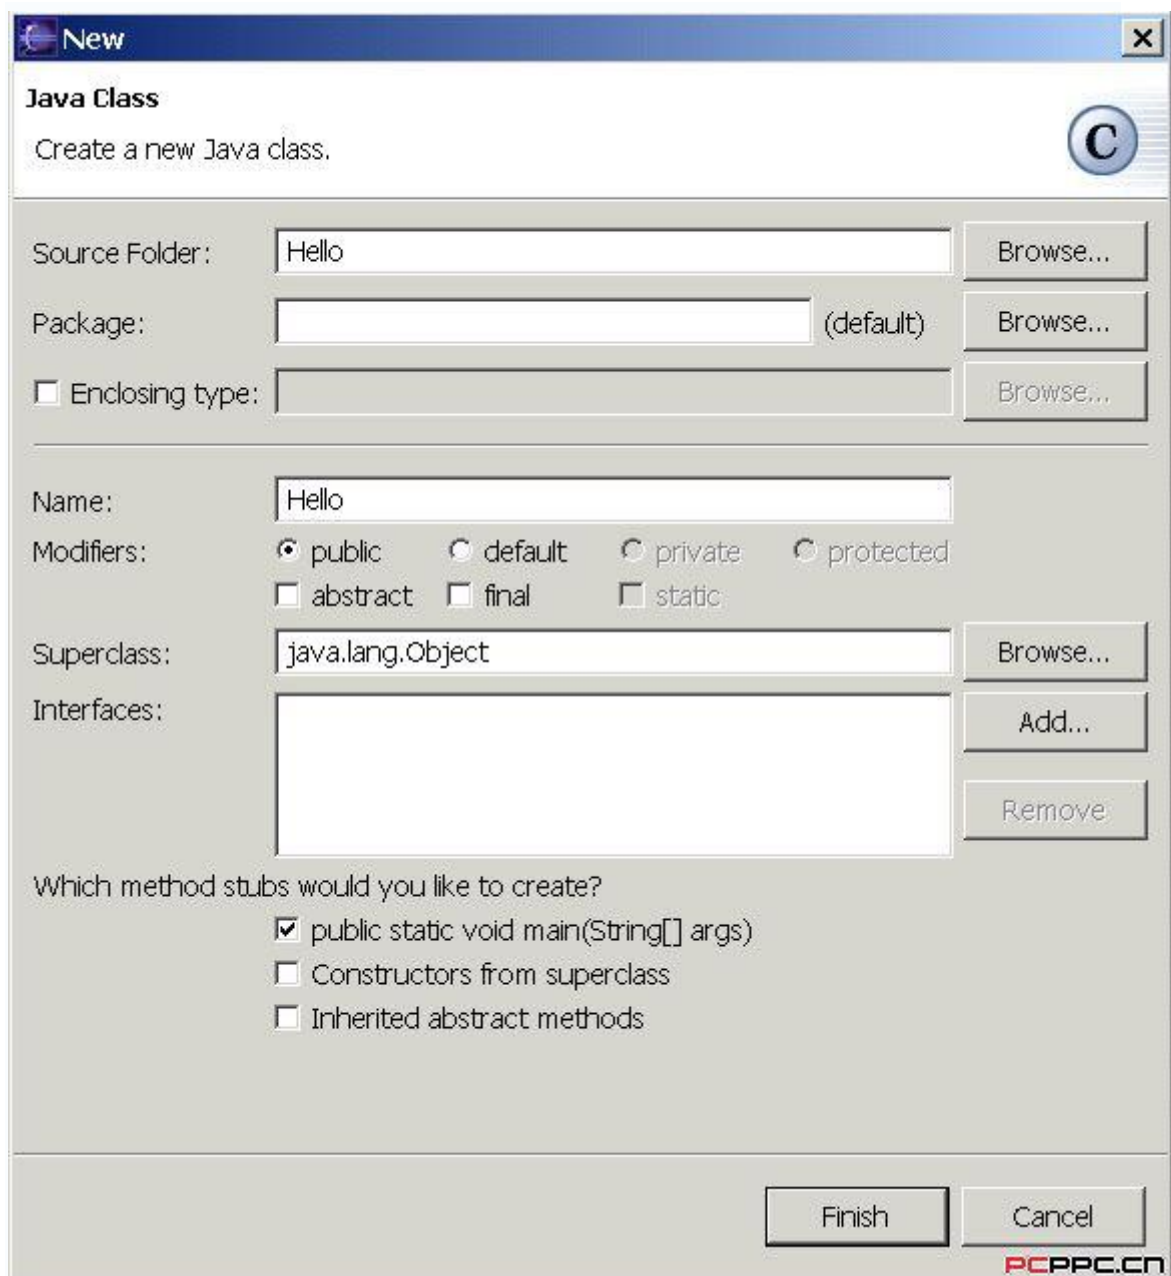 New
Java Class
Create a new Java class.
C
Source Folder: Hello Browse...
Package: (default) Browse...
Enclosing type: Browse...
Name: Hello
Modifiers: public default private protected
abstract final static
Superclass: java.lang.Object Browse...
Interfaces: Add...
Remove
Which method stubs would you like to create?
public static void main(String[] args)
Constructors from superclass
Inherited abstract methods
Finish Cancel
PCPPC.CN